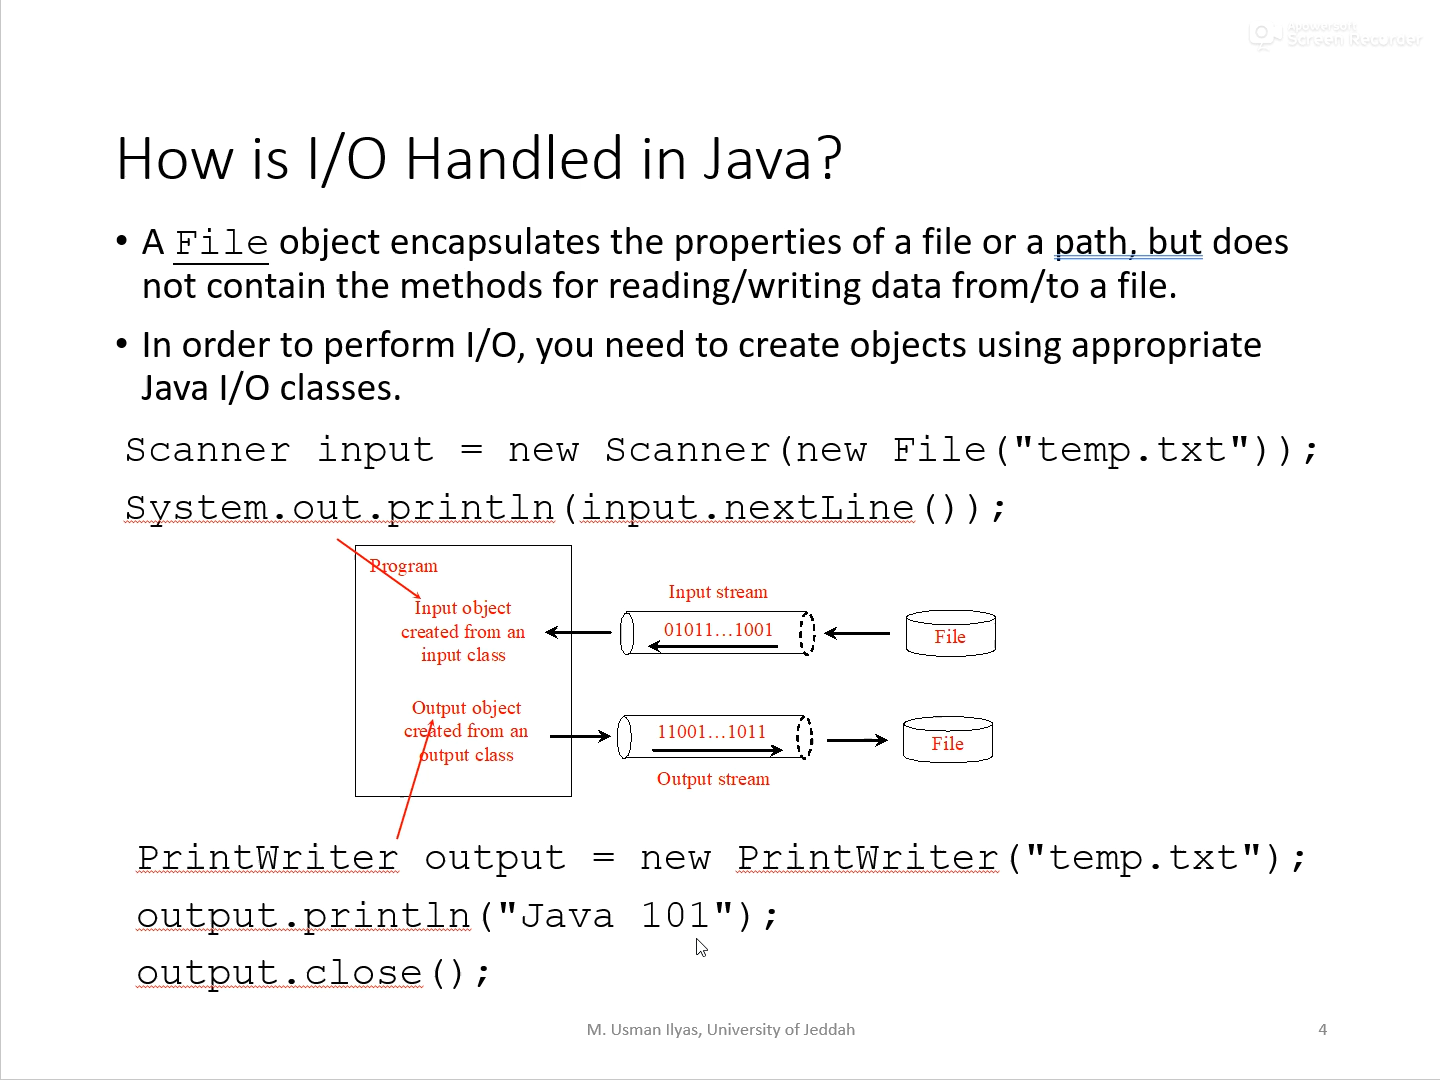 Apowersoft
Screen Recorder
How is I/O Handled in Java?
• A File object encapsulates the properties of a file or a path, but does
not contain the methods for reading/writing data from/to a file.
• In order to perform I/O, you need to create objects using appropriate
Java I/O classes.
Scanner input = new Scanner(new File("temp.txt"));
System.out.println(input.nextLine());
Program
Input object
created from an
input class
Input stream
01011…1001
File
Output object
created from an
output class
11001…1011
Output stream
File
PrintWriter output = new PrintWriter("temp.txt");
output.println("Java 101");
output.close();
M. Usman Ilyas, University of Jeddah
4